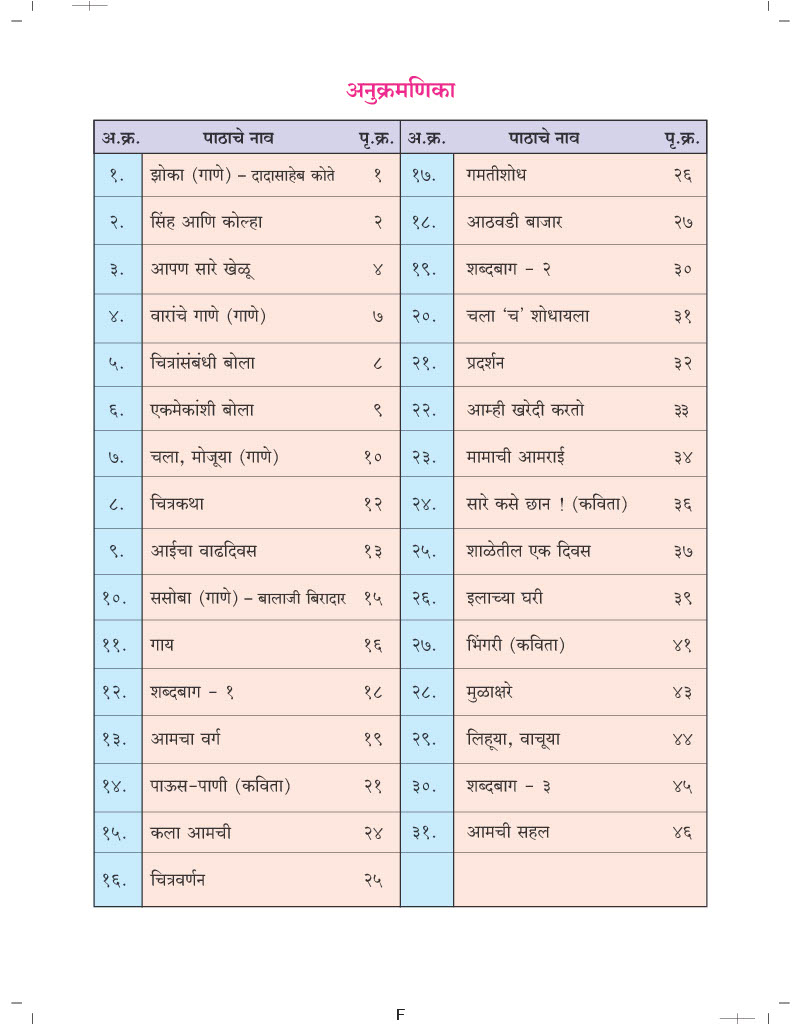 अनुक्रमणिका
अ.क्र. पाठाचे नाव पृ.क्र. अ.क्र. पाठाचे नाव पृ.क्र.
१. झोका (गाणे) – दादासाहेब कोते १ १७. गमतीशोध २६
२. सिंह आणि कोल्हा २ १८. आठवडी बाजार २७
३. आपण सारे खेळू ४ १९. शब्दबाग - २ ३०
४. वारांचे गाणे (गाणे) ७ २०. चला ‘च’ शोधायला ३१
५. चित्रांसंबंधी बोला ८ २१. प्रदर्शन ३२
६. एकमेकांशी बोला ९ २२. आम्ही खरेदी करतो ३३
७. चला, मोजूया (गाणे) १० २३. मामाची आमराई ३४
८. चित्रकथा १२ २४. सारे कसे छान ! (कविता) ३६
९. आईचा वाढदिवस १३ २५. शाळेतील एक दिवस ३७
१०. ससोबा (गाणे) – बालाजी बिरादार १५ २६. इलाच्या घरी ३९
११. गाय १६ २७. भिंगरी (कविता) ४१
१२. शब्दबाग - १ १८ २८. मुळाक्षरे ४३
१३. आमचा वर्ग १९ २९. लिहूया, वाचूया ४४
१४. पाऊस-पाणी (कविता) २१ ३०. शब्दबाग - ३ ४५
१५. कला आमची २४ ३१. आमची सहल ४६
१६. चित्रवर्णन २५
F